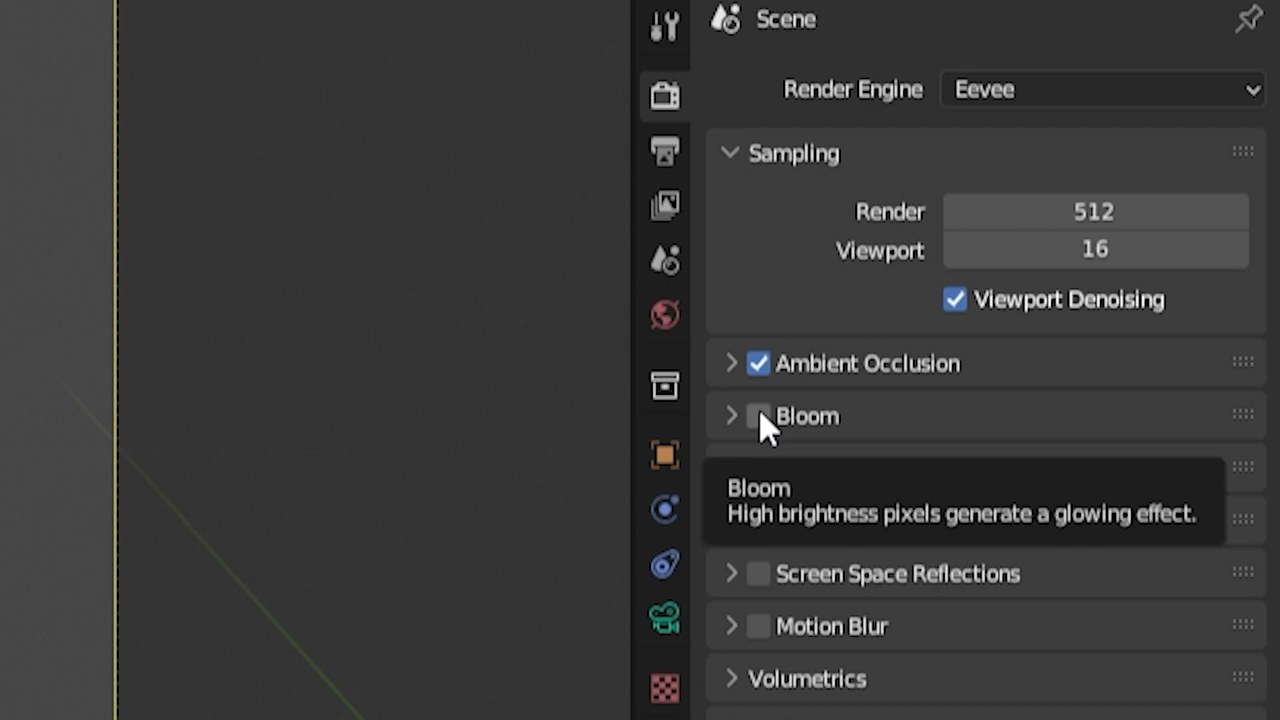 Scene
Render Engine Eevee
Sampling
Render 512
Viewport 16
Viewport Denoising
Ambient Occlusion
Bloom
Bloom
High brightness pixels generate a glowing effect.
Screen Space Reflections
Motion Blur
Volumetrics